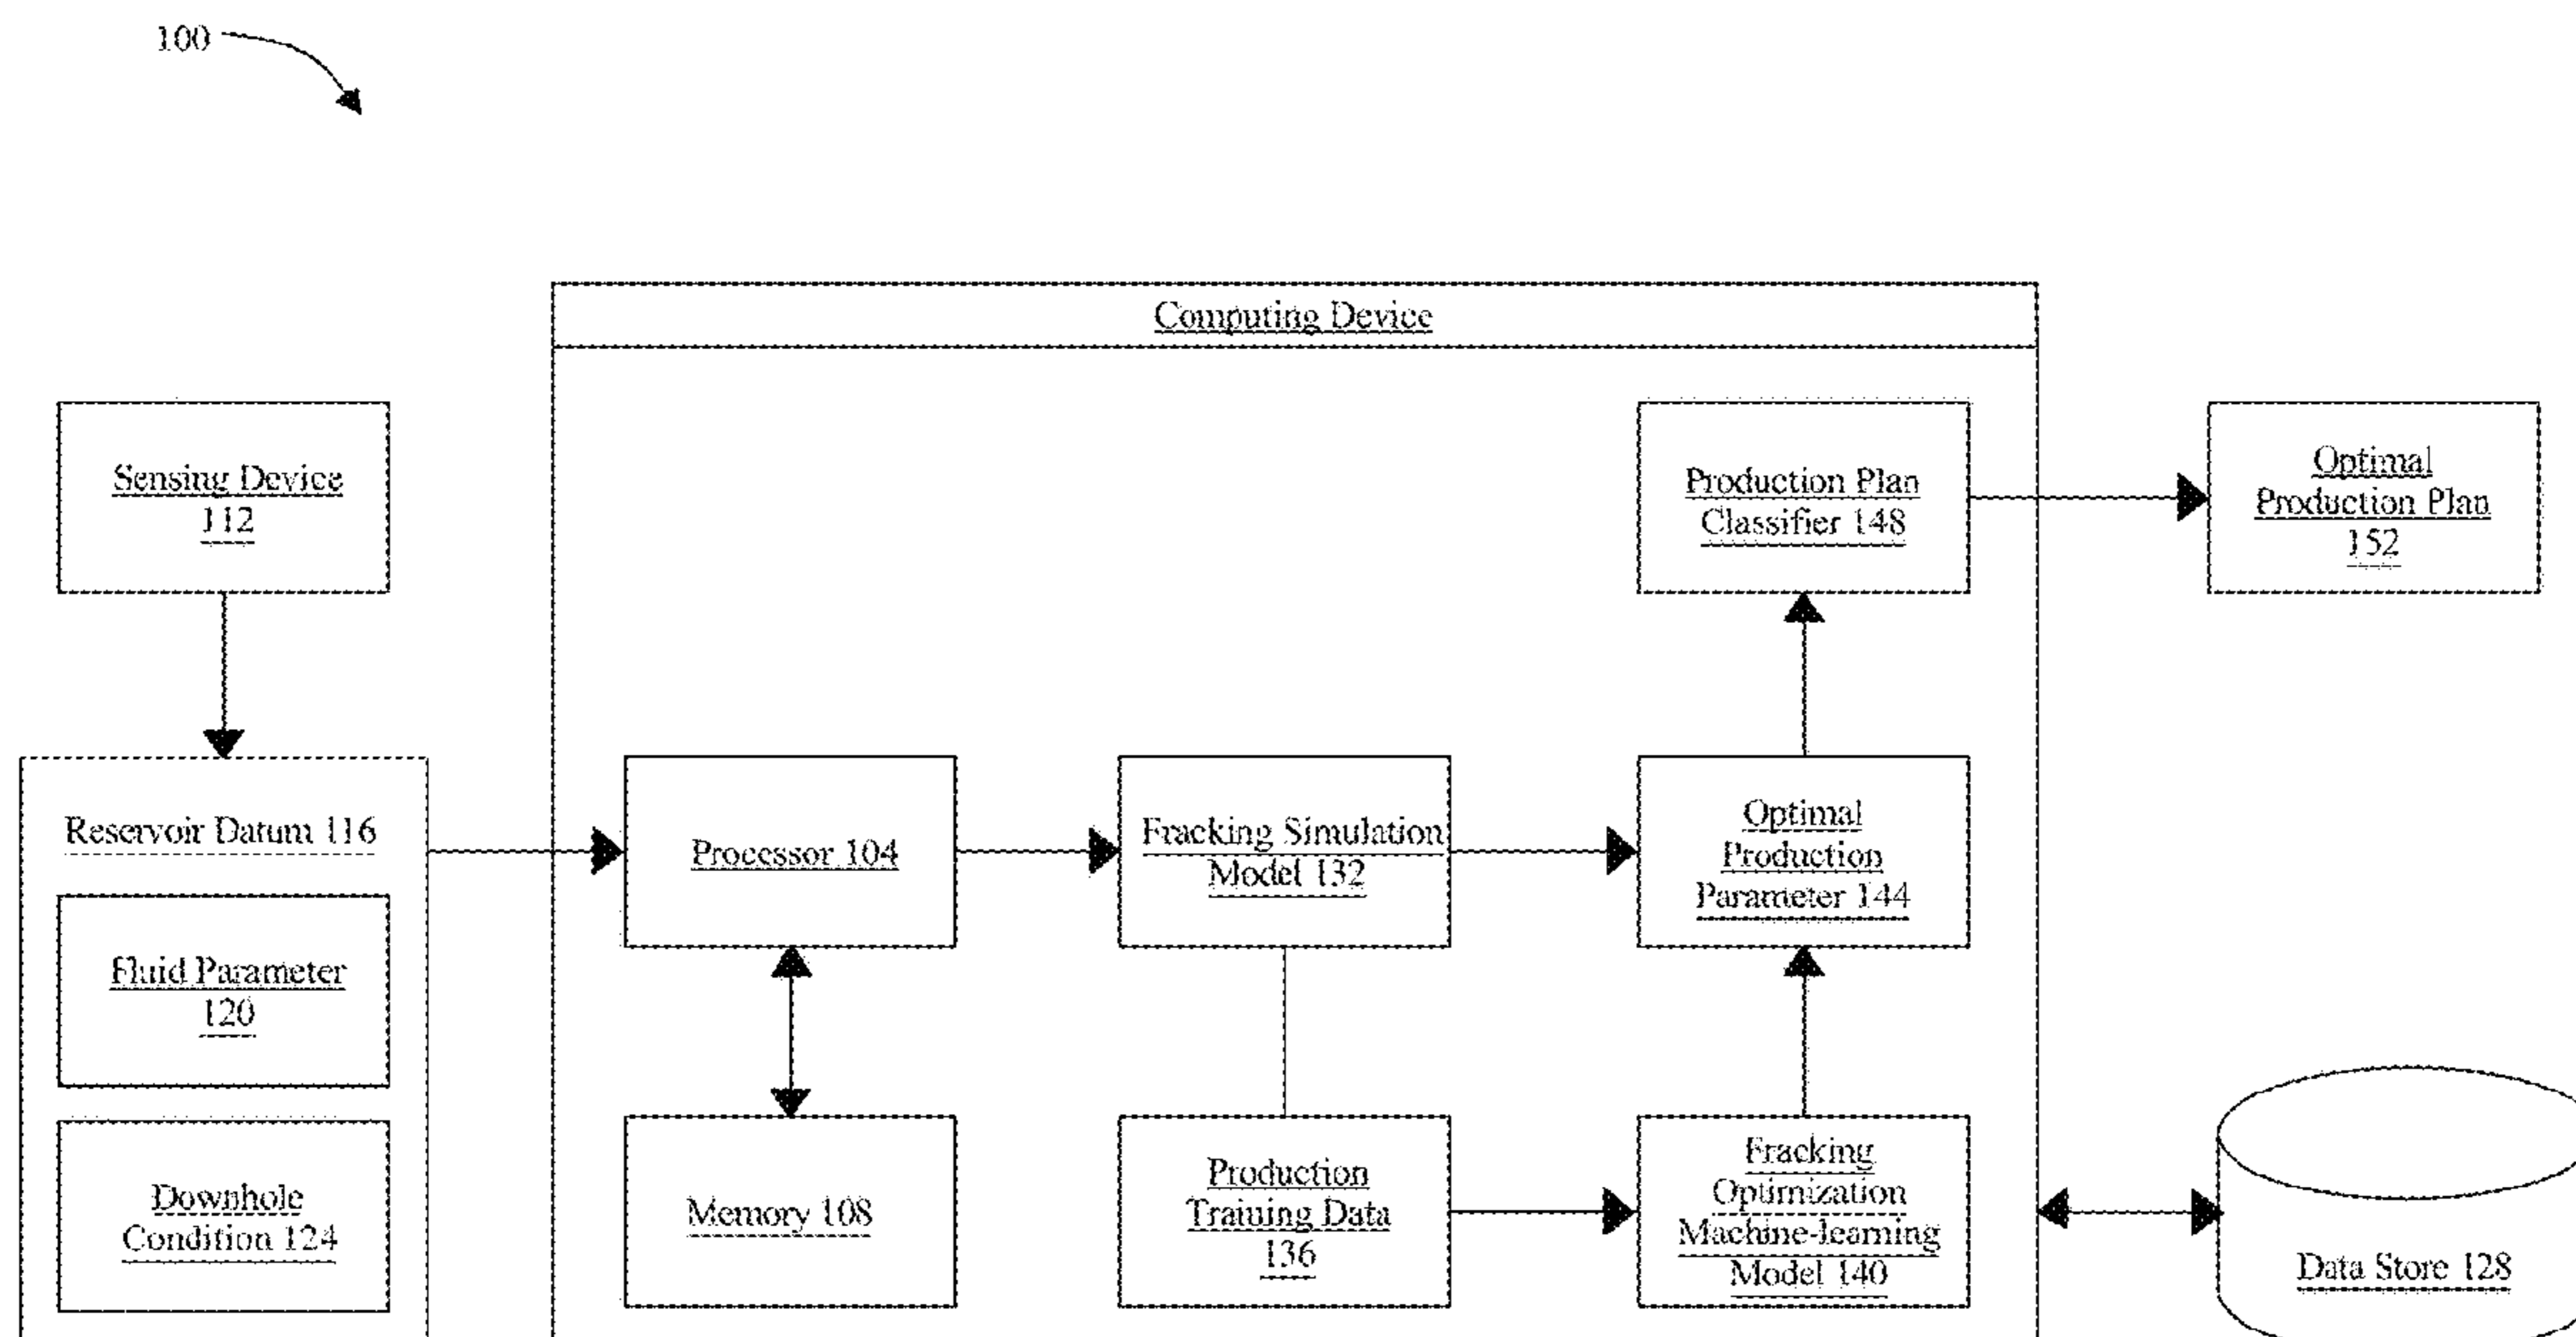 100
Computing Device
Sensing Device
112
Production Plan
Classifier 148
Optimal
Production Plan
152
Reservoir Datum 116
Processor 104
Fracking Simulation
Model 132
Optimal
Production
Parameter 144
Fluid Parameter
120
Downhole
Condition 124
Memory 108
Production
Training Data
136
Fracking
Optimization
Machine-learning
Model 140
Data Store 128